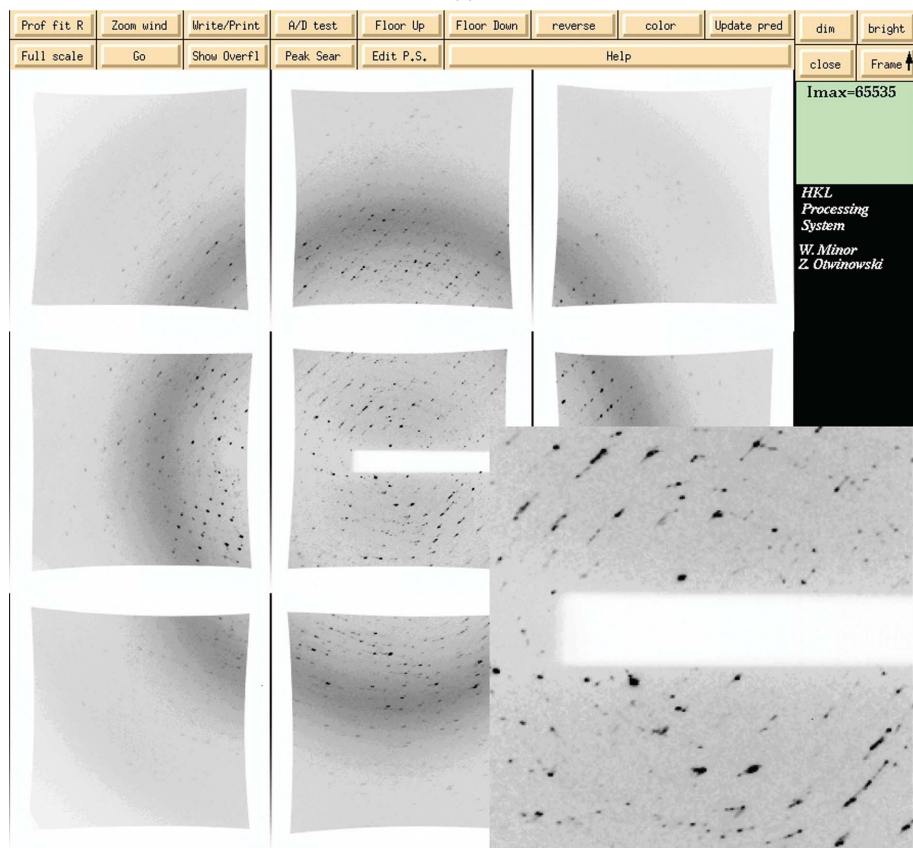 Prof fit R Zoom wind Write/Print A/D test Floor Up Floor Down reverse color Update pred dim bright
Full scale Go Show Overfl Peak Sear Edit P.S. Help close Frame
Imax=65535
HKL
Processing
System
W. Minor
Z. Otwinowski